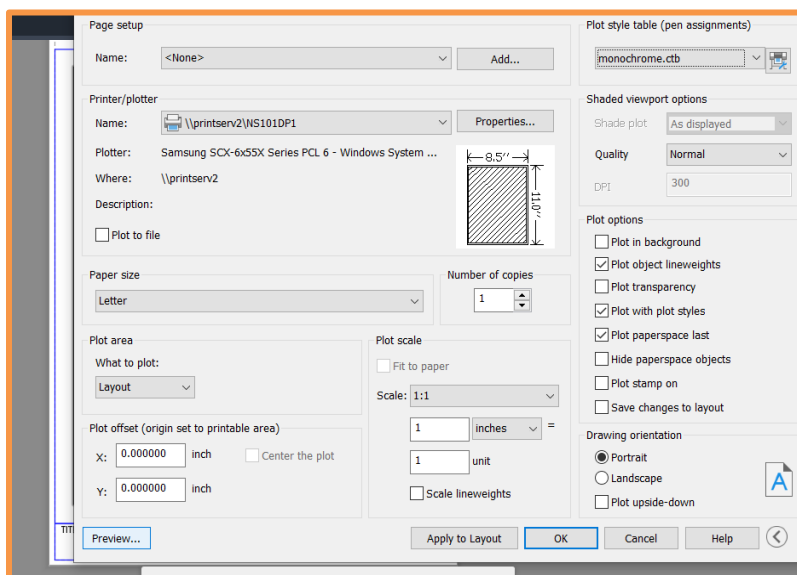 Page setup
Name: <None> Add...
Printer/plotter
Name: \\printserv2\NS101DP1 Properties...
Plotter: Samsung SCX-6x55X Series PCL 6 - Windows System ...
Where: \\printserv2
Description:
Plot to file
8.5''
11.0''
Paper size
Letter
Number of copies
1
Plot area
What to plot:
Layout
Plot offset (origin set to printable area)
X: 0.000000 inch Center the plot
Y: 0.000000 inch
Plot scale
Fit to paper
Scale: 1:1
1 inches =
1 unit
Scale lineweights
Plot style table (pen assignments)
monochrome.ctb
Shaded viewport options
Shade plot As displayed
Quality Normal
DPI 300
Plot options
Plot in background
Plot object lineweights
Plot transparency
Plot with plot styles
Plot paperspace last
Hide paperspace objects
Plot stamp on
Save changes to layout
Drawing orientation
Portrait
Landscape
Plot upside-down
A
TIT
Preview... Apply to Layout OK Cancel Help